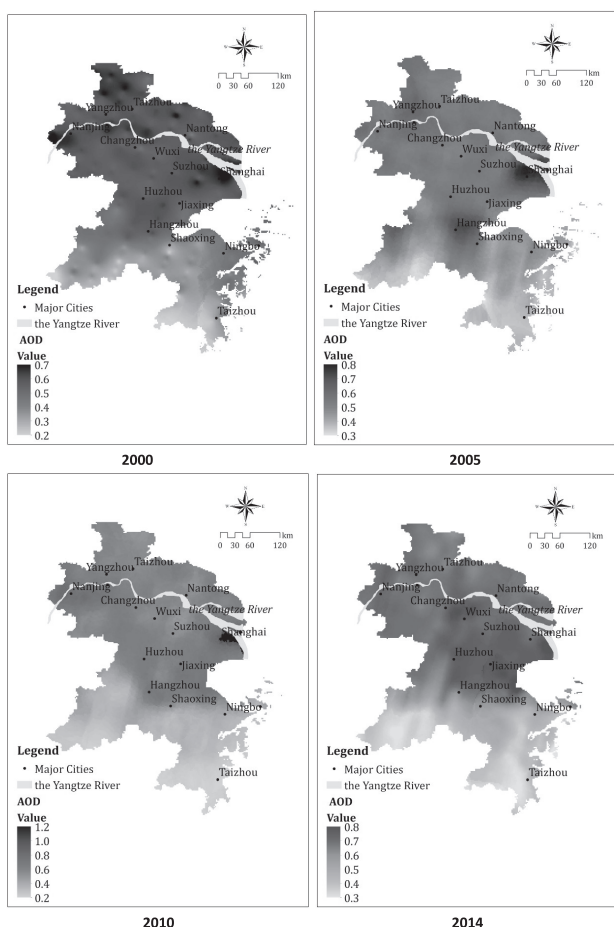 N
W E
S
km
0 30 60 120
Yangzhou Taizhou
Nanjing Nantong
Changzhou the Yangtze River
Wuxi
Suzhou Shanghai
Huzhou
Jiaxing
Hangzhou
Shaoxing
Ningbo
Taizhou
Legend
Major Cities
the Yangtze River
AOD
Value
0.7
0.6
0.5
0.4
0.3
0.2
2000
N
W E
S
km
0 30 60 120
Yangzhou Taizhou
Nanjing Nantong
Changzhou the Yangtze River
Wuxi
Suzhou Shanghai
Huzhou
Jiaxing
Hangzhou
Shaoxing
Ningbo
Taizhou
Legend
Major Cities
the Yangtze River
AOD
Value
0.8
0.7
0.6
0.5
0.4
0.3
2005
N
W E
S
km
0 30 60 120
Yangzhou Taizhou
Nanjing Nantong
Changzhou the Yangtze River
Wuxi
Suzhou Shanghai
Huzhou
Jiaxing
Hangzhou
Shaoxing
Ningbo
Taizhou
Legend
Major Cities
the Yangtze River
AOD
Value
1.2
1.0
0.8
0.6
0.4
0.2
2010
N
W E
S
km
0 30 60 120
Yangzhou Taizhou
Nanjing Nantong
Changzhou the Yangtze River
Wuxi
Suzhou Shanghai
Huzhou
Jiaxing
Hangzhou
Shaoxing
Ningbo
Taizhou
Legend
Major Cities
the Yangtze River
AOD
Value
0.8
0.7
0.6
0.5
0.4
0.3
2014